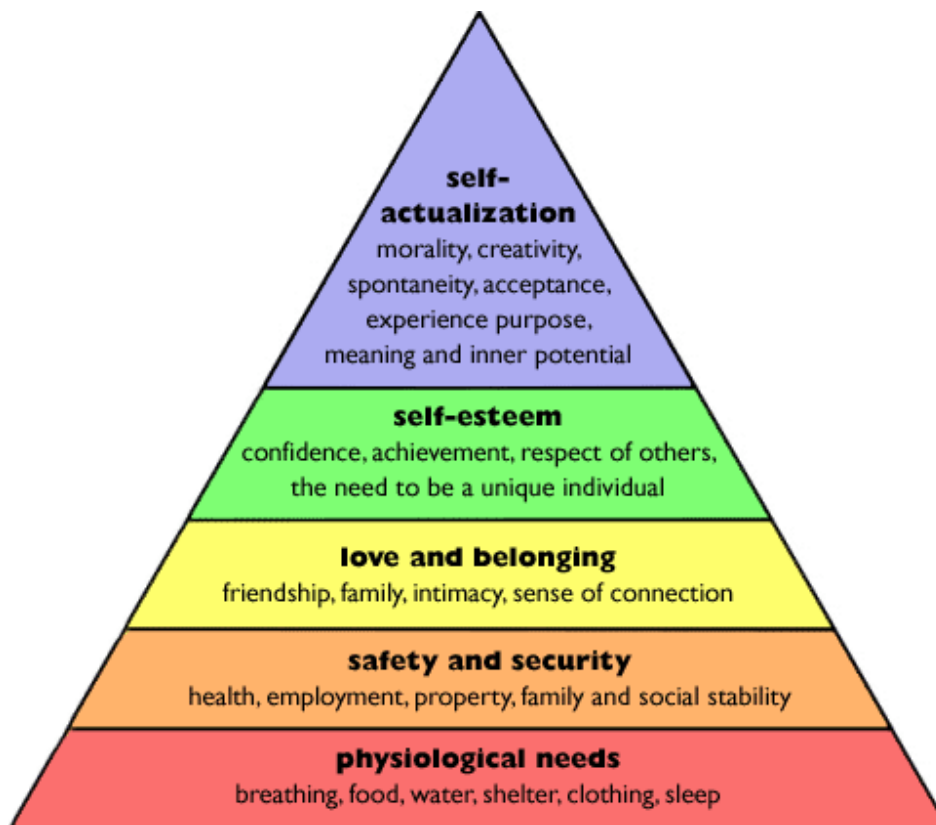 self-
actualization
morality, creativity,
spontaneity, acceptance,
experience purpose,
meaning and inner potential
self-esteem
confidence, achievement, respect of others,
the need to be a unique individual
love and belonging
friendship, family, intimacy, sense of connection
safety and security
health, employment, property, family and social stability
physiological needs
breathing, food, water, shelter, clothing, sleep